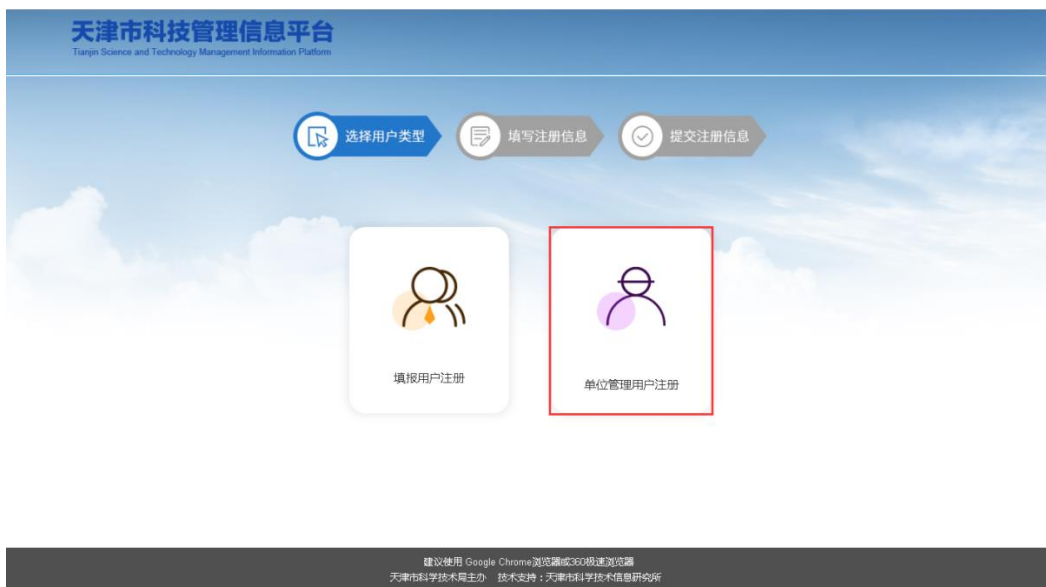 天津市科技管理信息平台
Tianjin Science and Technology Management Information Platform
选择用户类型
填写注册信息
提交注册信息
填报用户注册
单位管理用户注册
建议使用 Google Chrome浏览器或360极速浏览器
天津市科学技术局主办 技术支持：天津市科学技术信息研究所